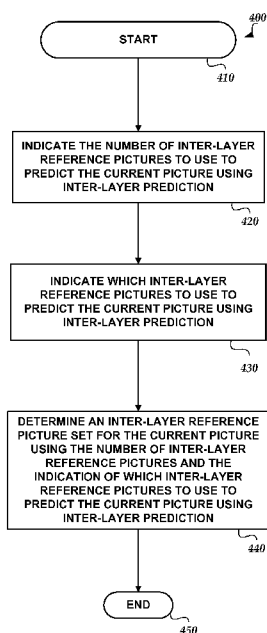 400
START
410
INDICATE THE NUMBER OF INTER-LAYER
REFERENCE PICTURES TO USE TO
PREDICT THE CURRENT PICTURE USING
INTER-LAYER PREDICTION
420
INDICATE WHICH INTER-LAYER
REFERENCE PICTURES TO USE TO
PREDICT THE CURRENT PICTURE USING
INTER-LAYER PREDICTION
430
DETERMINE AN INTER-LAYER REFERENCE
PICTURE SET FOR THE CURRENT PICTURE
USING THE NUMBER OF INTER-LAYER
REFERENCE PICTURES AND THE
INDICATION OF WHICH INTER-LAYER
REFERENCE PICTURES TO USE TO
PREDICT THE CURRENT PICTURE USING
INTER-LAYER PREDICTION
440
END
450